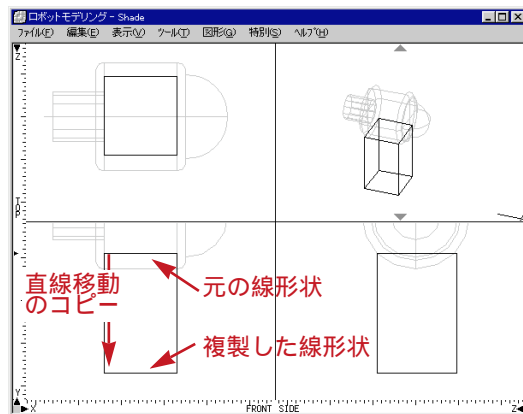 ロボットモデリング - Shade
ファイル(F) 編集(E) 表示(V) ツール(T) 図形(G) 特別(S) ヘルプ(H)
Z
TOP
直線移動
のコピー
元の線形状
複製した線形状
Y
X FRONT SIDE Z